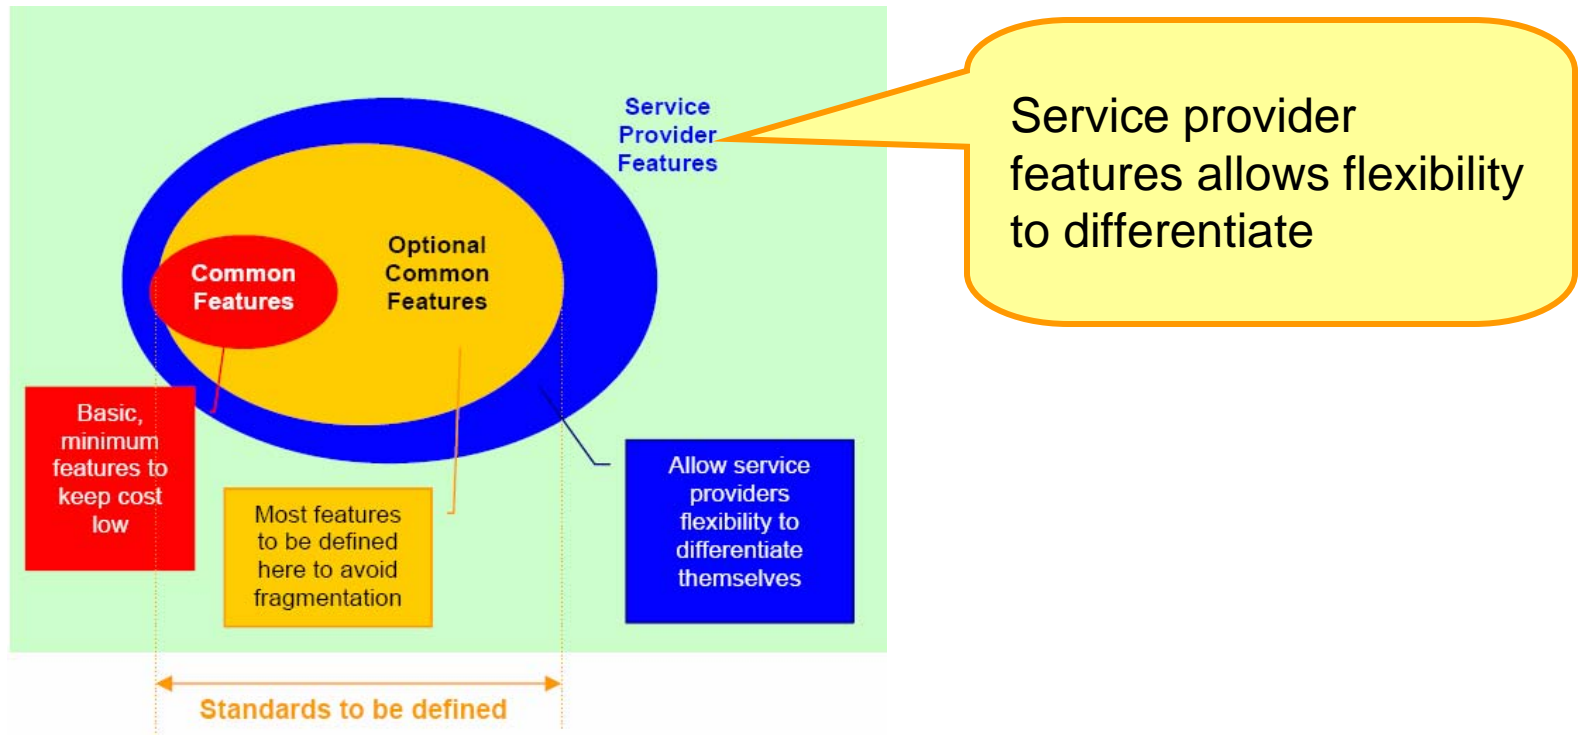 Service
Provider
Features
Service provider
features allows flexibility
to differentiate
Optional
Common
Features
Common
Features
Basic,
minimum
features to
keep cost
low
Most features
to be defined
here to avoid
fragmentation
Allow service
providers
flexibility to
differentiate
themselves
Standards to be defined